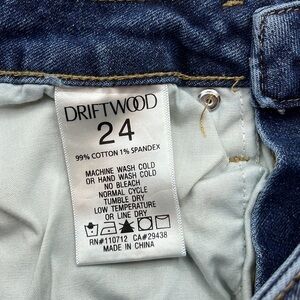 DRIFTWOOD
24
99% COTTON 1% SPANDEX
MACHINE WASH COLD
OR HAND WASH COLD
NO BLEACH
NORMAL CYCLE
TUMBLE DRY
LOW TEMPERATURE
OR LINE DRY
RN#110712 CA#29438
MADE IN CHINA